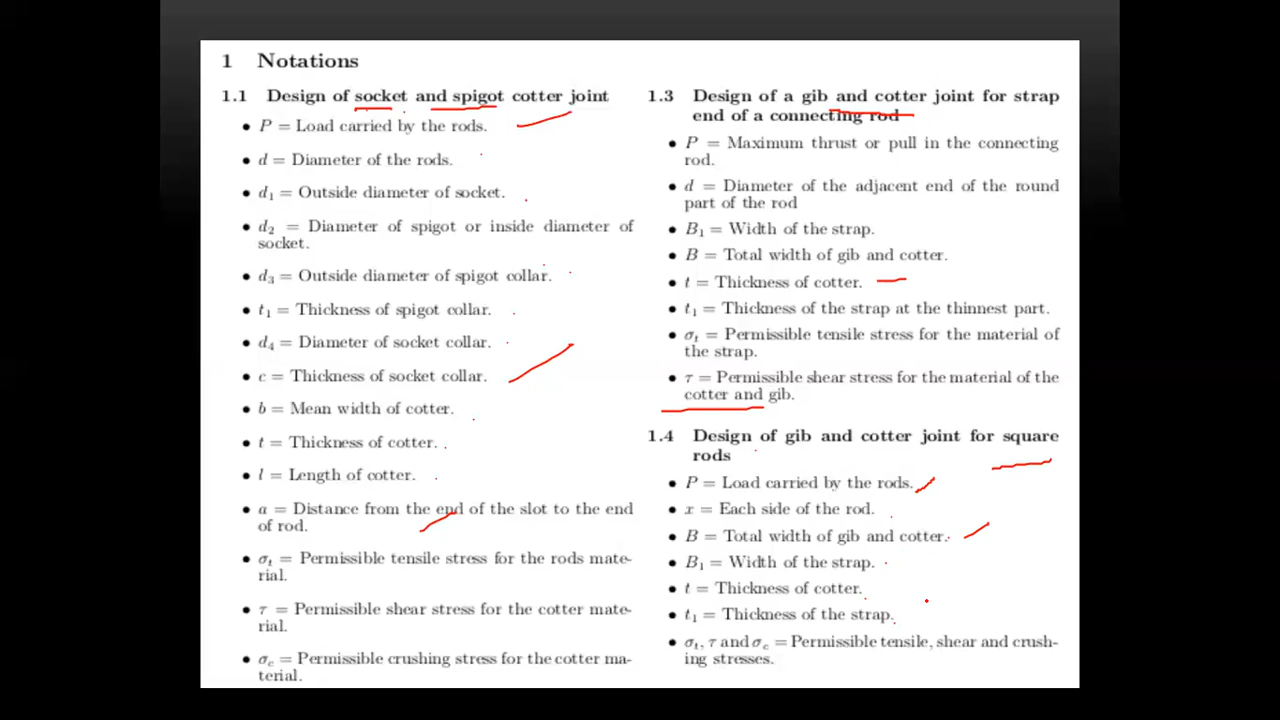 1 Notations
1.1 Design of socket and spigot cotter joint
• P = Load carried by the rods.
• d = Diameter of the rods.
• d₁ = Outside diameter of socket.
• d₂ = Diameter of spigot or inside diameter of
socket.
• d₃ = Outside diameter of spigot collar.
• t₁ = Thickness of spigot collar.
• d₄ = Diameter of socket collar.
• c = Thickness of socket collar.
• b = Mean width of cotter.
• t = Thickness of cotter.
• l = Length of cotter.
• a = Distance from the end of the slot to the end
of rod.
• σₜ = Permissible tensile stress for the rods mate-
rial.
• τ = Permissible shear stress for the cotter mate-
rial.
• σ꜀ = Permissible crushing stress for the cotter ma-
terial.
1.3 Design of a gib and cotter joint for strap
end of a connecting rod
• P = Maximum thrust or pull in the connecting
rod.
• d = Diameter of the adjacent end of the round
part of the rod
• B₁ = Width of the strap.
• B = Total width of gib and cotter.
• t = Thickness of cotter.
• t₁ = Thickness of the strap at the thinnest part.
• σₜ = Permissible tensile stress for the material of
the strap.
• τ = Permissible shear stress for the material of the
cotter and gib.
1.4 Design of gib and cotter joint for square
rods
• P = Load carried by the rods.
• x = Each side of the rod.
• B = Total width of gib and cotter.
• B₁ = Width of the strap.
• t = Thickness of cotter.
• t₁ = Thickness of the strap.
• σₜ, τ and σ꜀ = Permissible tensile, shear and crush-
ing stresses.